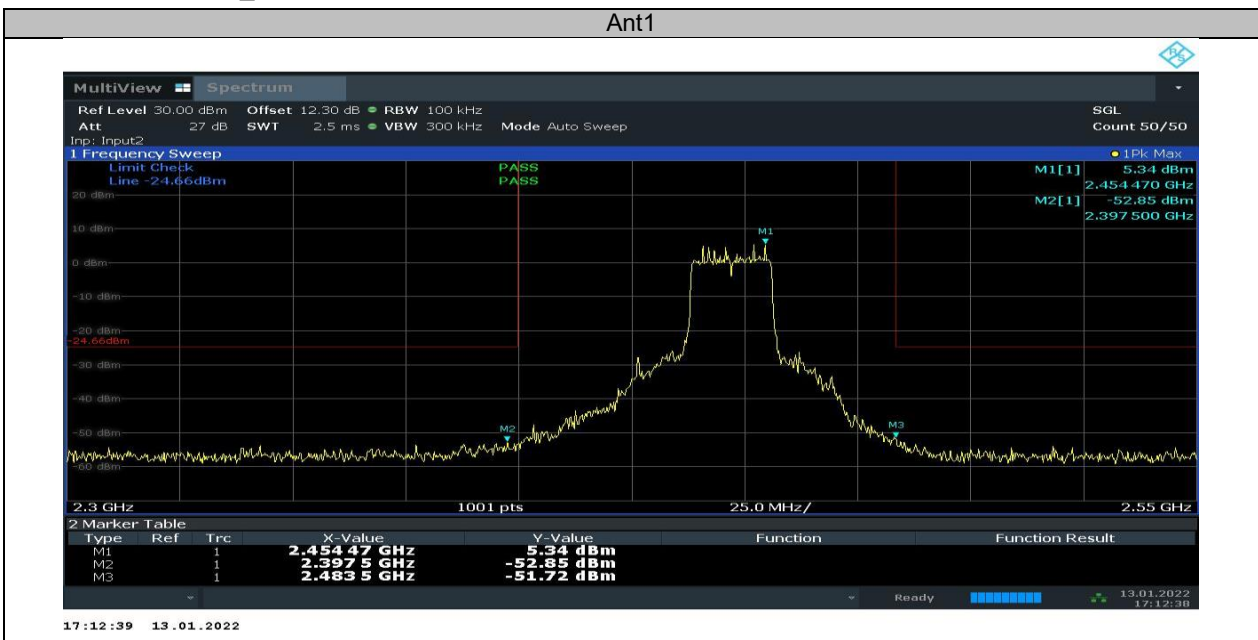 Ant1
R&S
MultiView Spectrum
Ref Level 30.00 dBm Offset 12.30 dB RBW 100 kHz SGL
Att 27 dB SWT 2.5 ms VBW 300 kHz Mode Auto Sweep Count 50/50
Inp: Input2
1 Frequency Sweep 1Pk Max
Limit Check PASS M1[1] 5.34 dBm
Line -24.66dBm PASS 2.454 470 GHz
20 dBm M2[1] -52.85 dBm
2.397 500 GHz
10 dBm
M1
0 dBm
-10 dBm
-20 dBm
-24.66dBm
-30 dBm
-40 dBm
M2 M3
-50 dBm
-60 dBm
2.3 GHz 1001 pts 25.0 MHz/ 2.55 GHz
2 Marker Table
Type Ref Trc X-Value Y-Value Function Function Result
M1 1 2.454 47 GHz 5.34 dBm
M2 1 2.397 5 GHz -52.85 dBm
M3 1 2.483 5 GHz -51.72 dBm
Ready 13.01.2022
17:12:38
17:12:39 13.01.2022